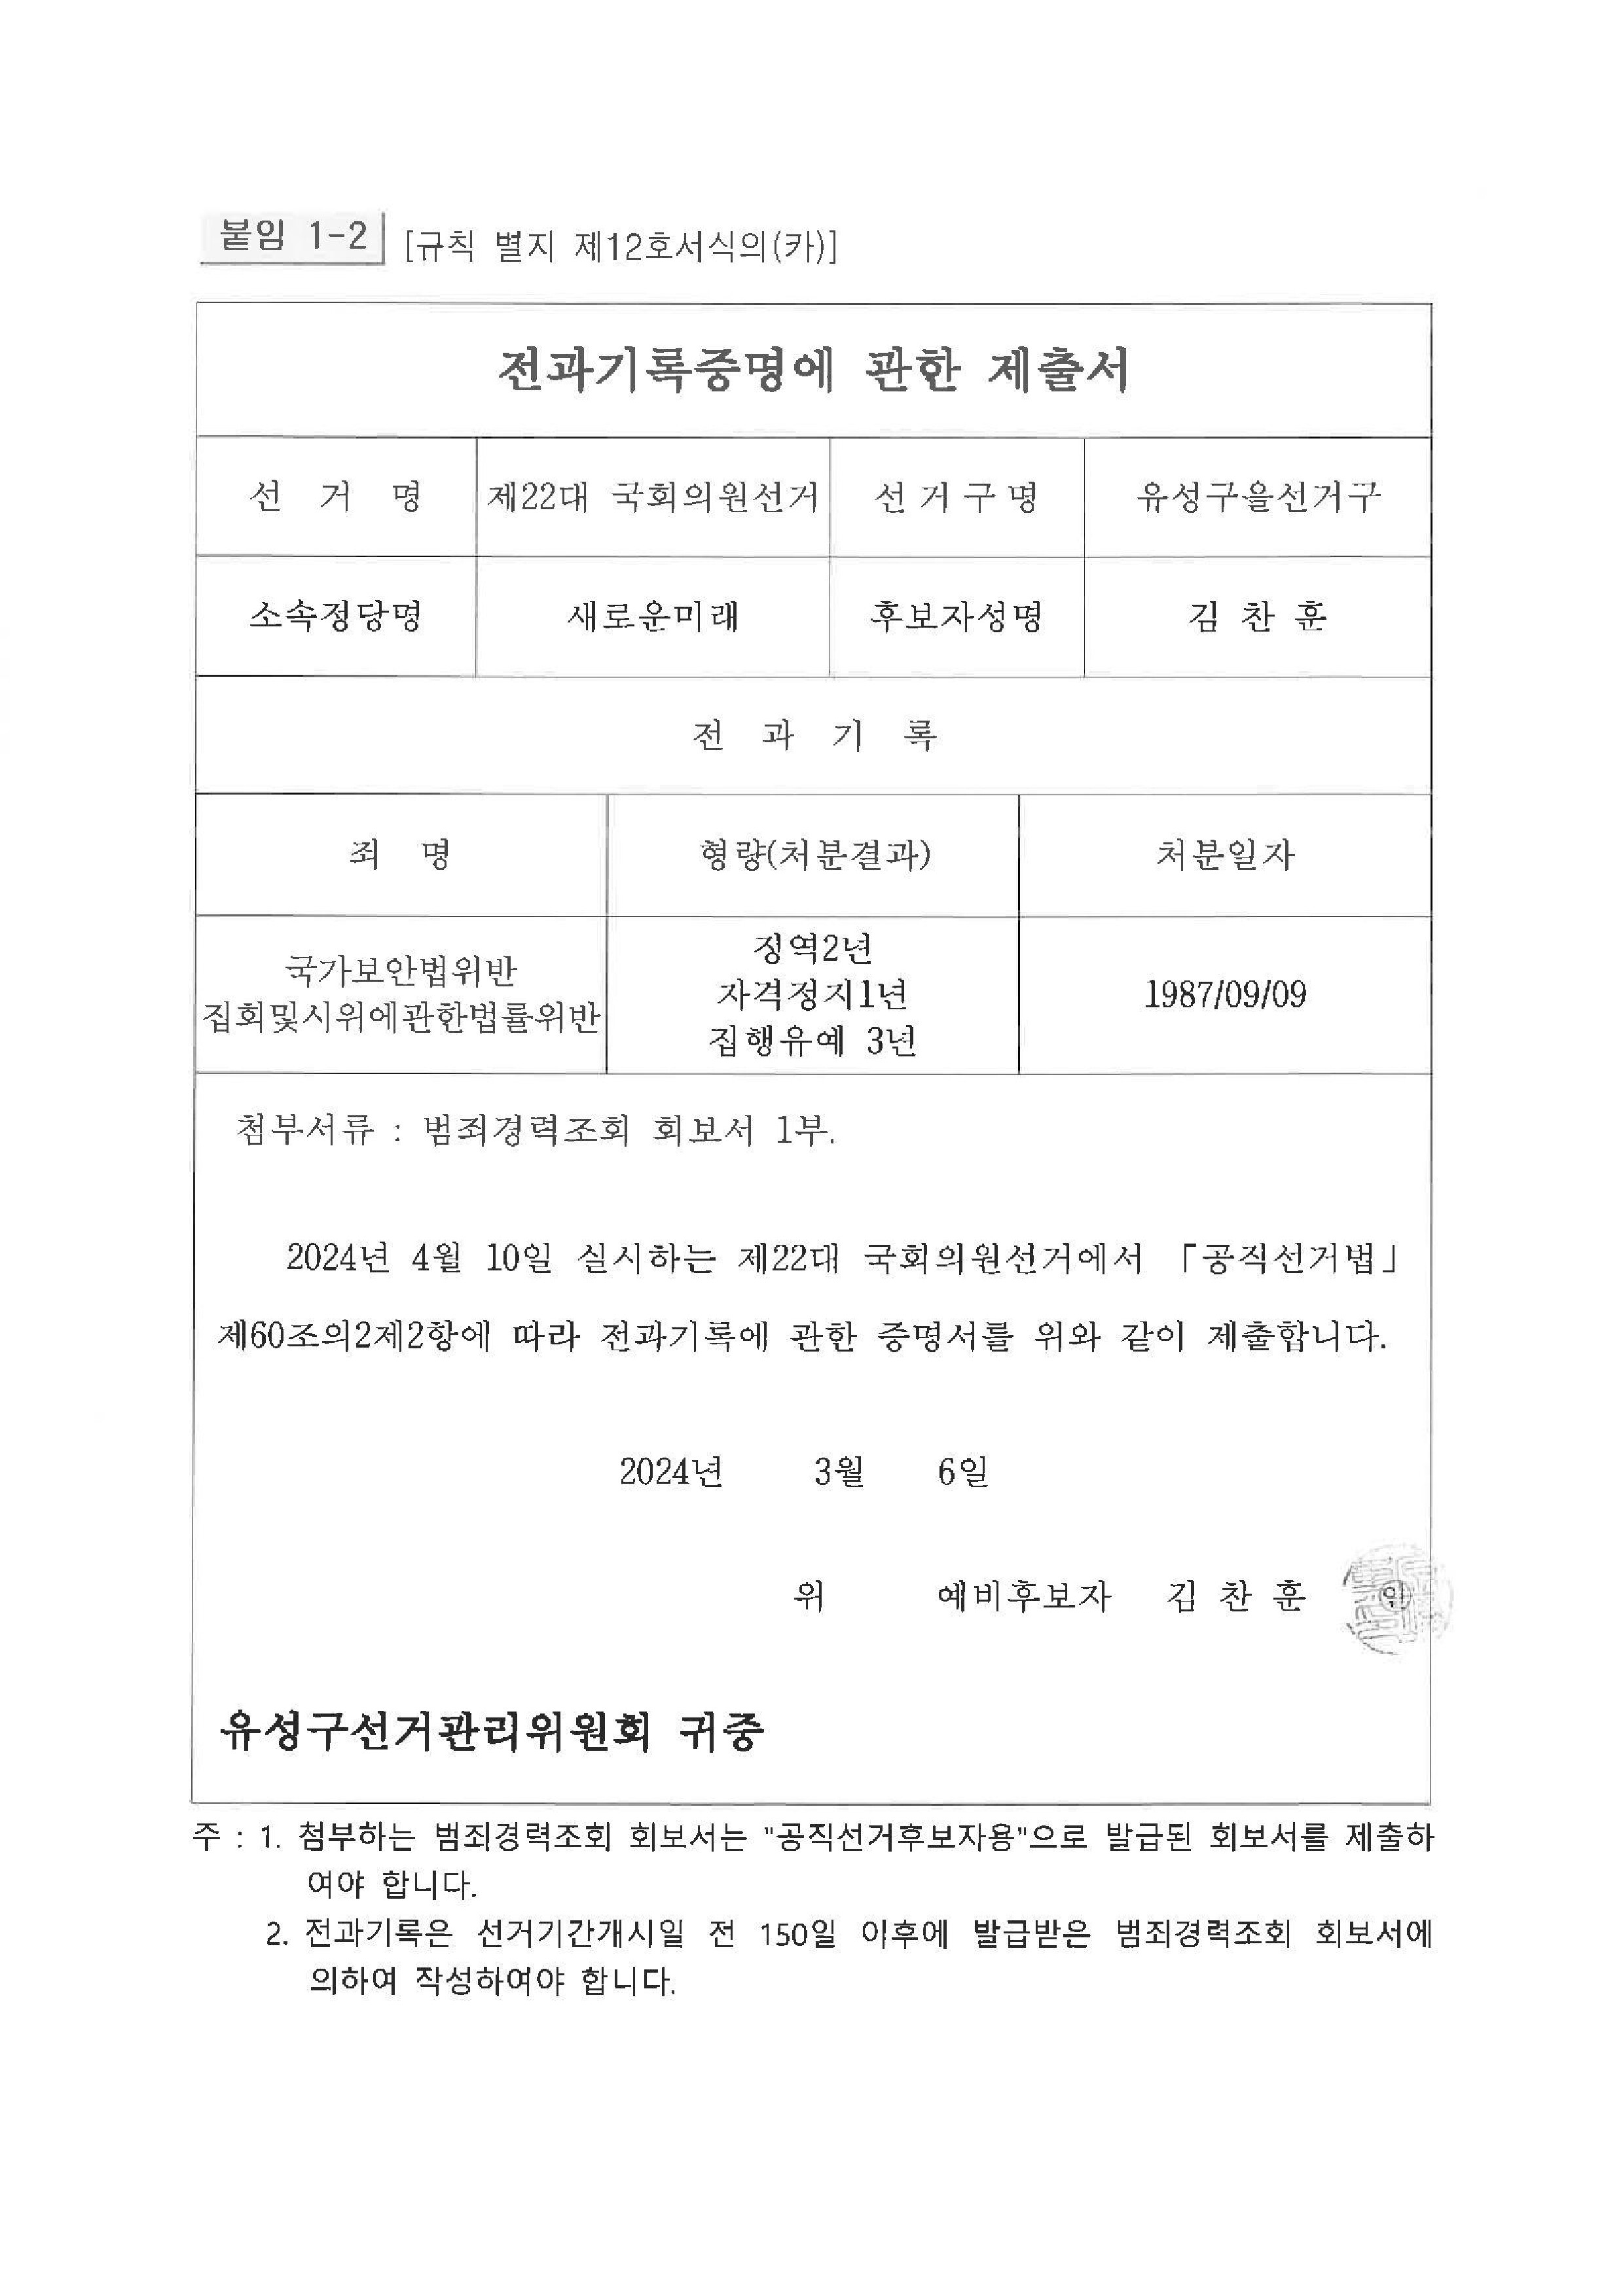 붙임 1-2 [규칙 별지 제12호서식의(카)]
전과기록증명에 관한 제출서
선 거 명 제22대 국회의원선거 선거구명 유성구을선거구
소속정당명 새로운미래 후보자성명 김 찬 훈
전 과 기 록
죄 명 형량(처분결과) 처분일자
국가보안법위반
집회및시위에관한법률위반
징역2년
자격정지1년
집행유예 3년
1987/09/09
첨부서류 : 범죄경력조회 회보서 1부.
2024년 4월 10일 실시하는 제22대 국회의원선거에서 「공직선거법」
제60조의2제2항에 따라 전과기록에 관한 증명서를 위와 같이 제출합니다.
2024년 3월 6일
위 예비후보자 김 찬 훈 ㊞
유성구선거관리위원회 귀중
주 : 1. 첨부하는 범죄경력조회 회보서는 "공직선거후보자용"으로 발급된 회보서를 제출하
여야 합니다.
2. 전과기록은 선거기간개시일 전 150일 이후에 발급받은 범죄경력조회 회보서에
의하여 작성하여야 합니다.